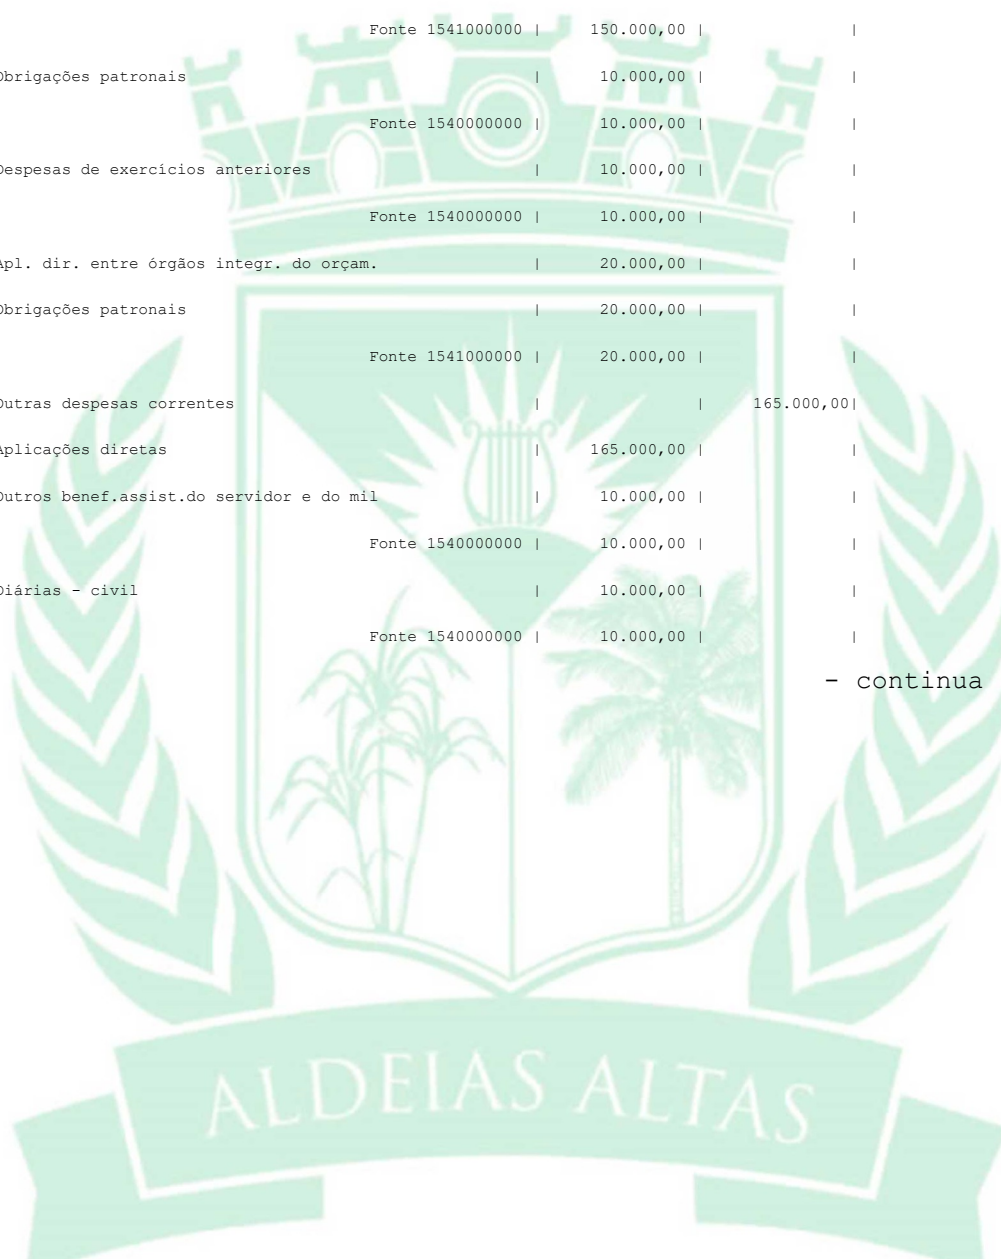 Fonte 1541000000 | 150.000,00 | |
Obrigações patronais | 10.000,00 | |
Fonte 1540000000 | 10.000,00 | |
Despesas de exercícios anteriores | 10.000,00 | |
Fonte 1540000000 | 10.000,00 | |
Apl. dir. entre órgãos integr. do orçam. | 20.000,00 | |
Obrigações patronais | 20.000,00 | |
Fonte 1541000000 | 20.000,00 | |
Outras despesas correntes | | 165.000,00|
Aplicações diretas | 165.000,00 | |
Outros benef.assist.do servidor e do mil | 10.000,00 | |
Fonte 1540000000 | 10.000,00 | |
Diárias - civil | 10.000,00 | |
Fonte 1540000000 | 10.000,00 | |
- continua
ALDEIAS ALTAS